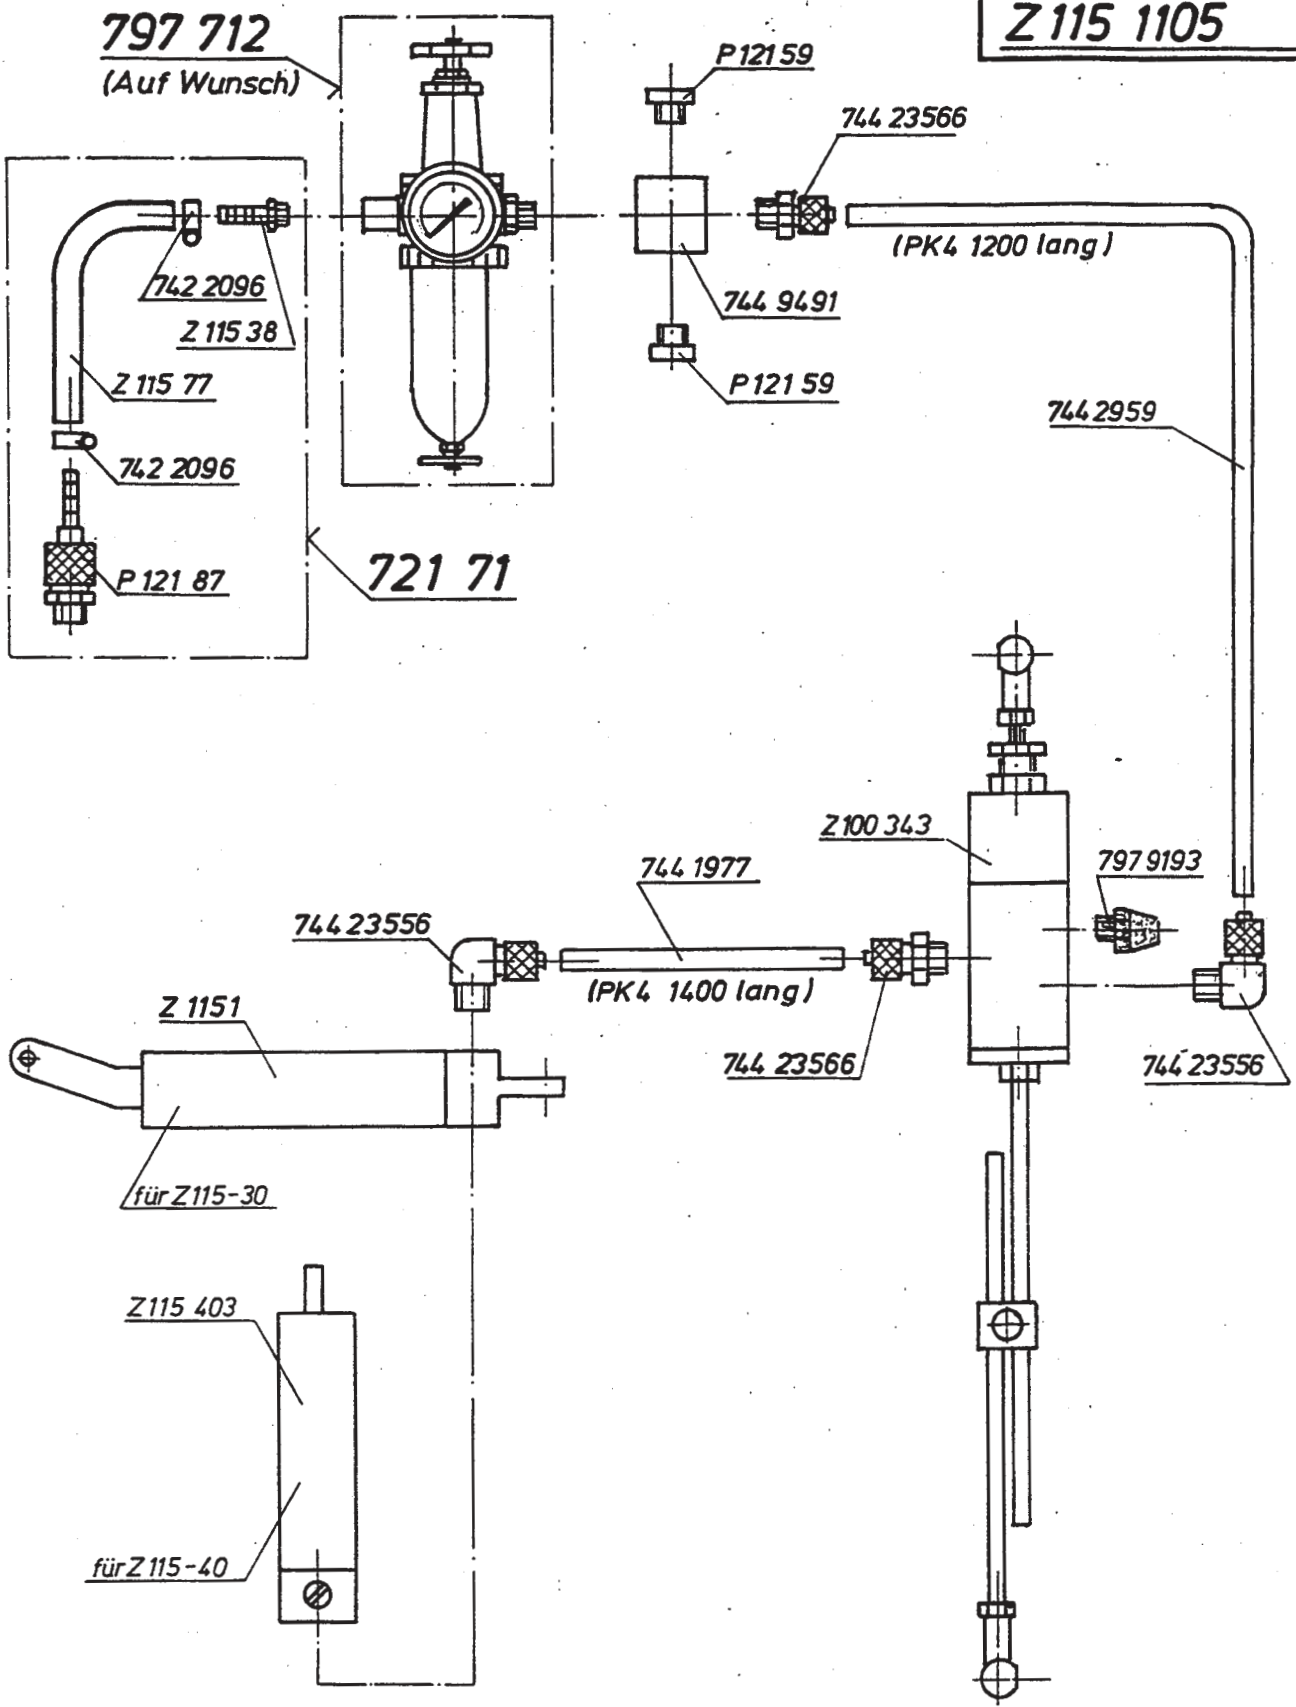 797 712
(Auf Wunsch)
Z 115 1105
P 121 59
744 23566
(PK4 1200 lang)
742 2096
Z 115 38
744 9491
Z 115 77
P 121 59
744 2959
742 2096
P 121 87
721 71
Z 100 343
744 1977
797 9193
744 23556
(PK4 1400 lang)
Z 1151
744 23566
744 23556
für Z 115-30
Z 115 403
für Z 115-40